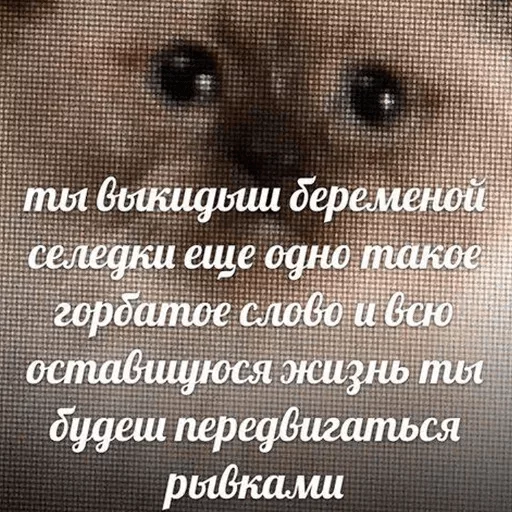 ты выкидыш беременой
селедки еще одно такое
горбатое слово и всю
оставшуюся жизнь ты
будеш передвигаться
рывками